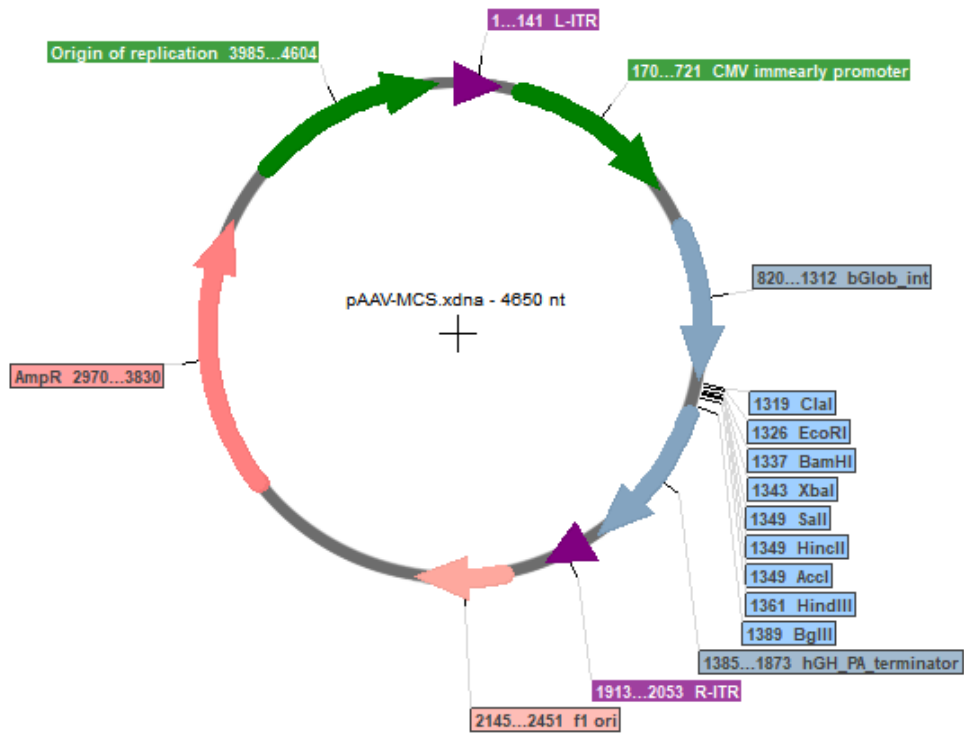 1...141 L-ITR
Origin of replication 3985...4604
170...721 CMV immearly promoter
820...1312 bGlob_int
pAAV-MCS.xdna - 4650 nt
AmpR 2970...3830
1319 ClaI
1326 EcoRI
1337 BamHI
1343 XbaI
1349 SalI
1349 HincII
1349 AccI
1361 HindIII
1389 BglII
1385...1873 hGH_PA_terminator
1913...2053 R-ITR
2145...2451 f1 ori